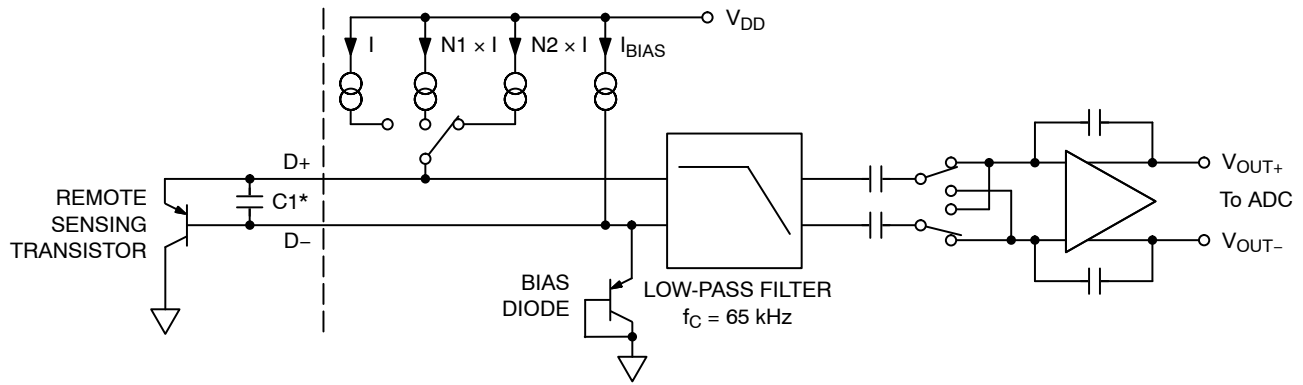 V_DD
I
N1 × I
N2 × I
I_BIAS
D+
REMOTE
SENSING
TRANSISTOR
C1*
D−
V_OUT+
To ADC
V_OUT−
BIAS
DIODE
LOW-PASS FILTER
f_C = 65 kHz